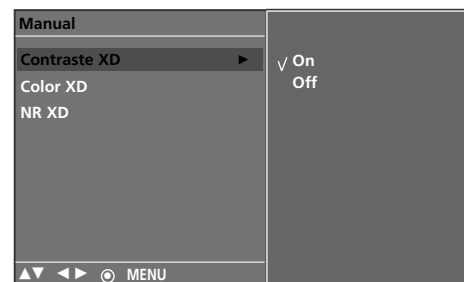 Manual
Contraste XD ►
Color XD
NR XD
√ On
Off
▲▼ ◄► ◉ MENU